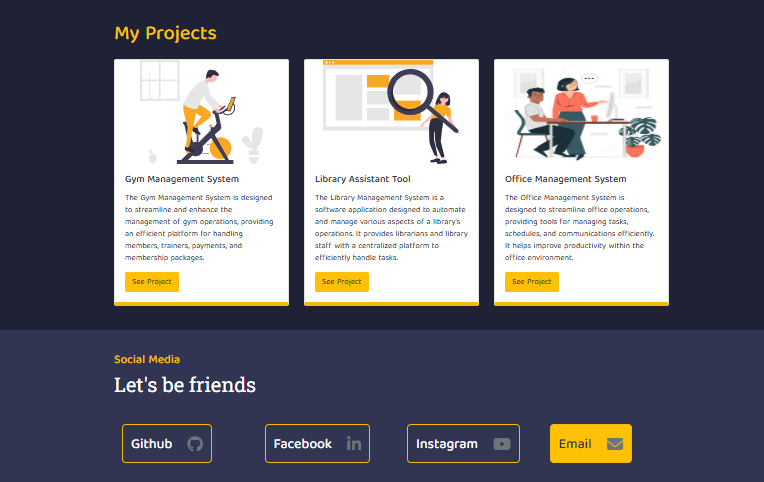 My Projects
Gym Management System
The Gym Management System is designed
to streamline and enhance the
management of gym operations, providing
an efficient platform for handling
members, trainers, payments, and
membership packages.
See Project
Library Assistant Tool
The Library Management System is a
software application designed to automate
and manage various aspects of a library's
operations. It provides librarians and library
staff with a centralized platform to
efficiently handle tasks.
See Project
Office Management System
The Office Management System is
designed to streamline office operations,
providing tools for managing tasks,
schedules, and communications efficiently.
It helps improve productivity within the
office environment.
See Project
Social Media
Let's be friends
Github
Facebook
Instagram
Email